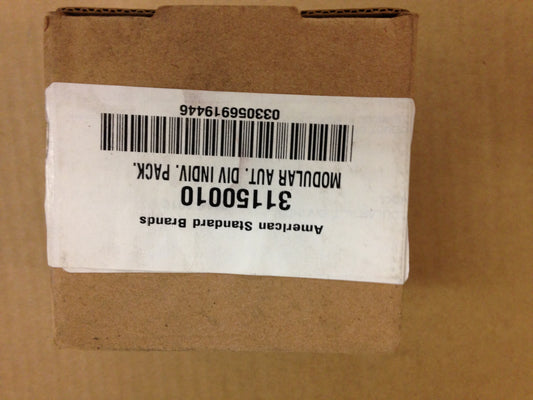 American Standard Brands
31150010
MODULAR AUT. DIV INDIV. PACK.
033056919446